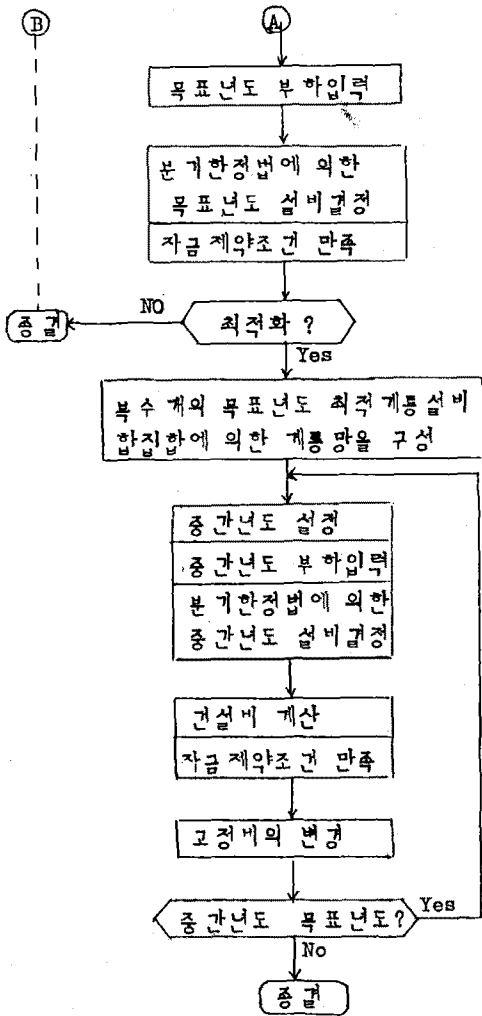 B
A
목표년도 부하입력
분기한정법에 의한
목표년도 설비결정
자금제약조건 만족
NO
최적화 ?
종결
Yes
복수개의 목표년도 최적계통설비
합집합에 의한 계통망을 구성
중간년도 설정
중간년도 부하입력
분기한정법에 의한
중간년도 설비결정
건설비 계산
자금제약조건 만족
고정비의 변경
중간년도 목표년도?
Yes
No
종결